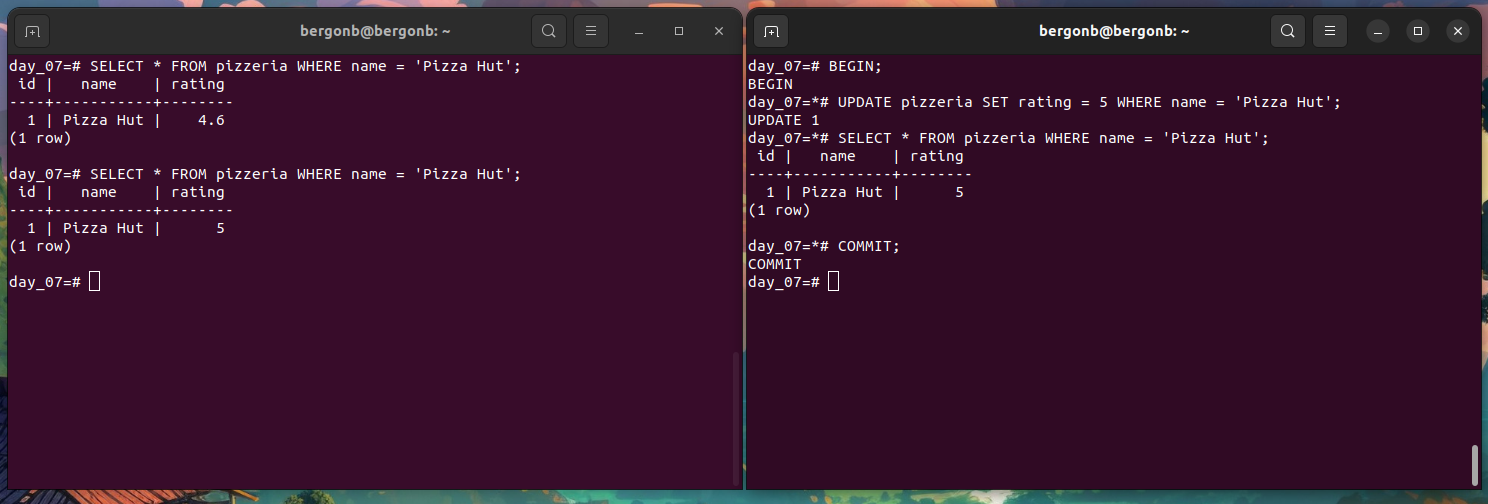 bergonb@bergonb: ~
day_07=# SELECT * FROM pizzeria WHERE name = 'Pizza Hut';
 id |   name    | rating
----+-----------+--------
  1 | Pizza Hut |    4.6
(1 row)

day_07=# SELECT * FROM pizzeria WHERE name = 'Pizza Hut';
 id |   name    | rating
----+-----------+--------
  1 | Pizza Hut |      5
(1 row)

day_07=#
bergonb@bergonb: ~
day_07=# BEGIN;
BEGIN
day_07=*# UPDATE pizzeria SET rating = 5 WHERE name = 'Pizza Hut';
UPDATE 1
day_07=*# SELECT * FROM pizzeria WHERE name = 'Pizza Hut';
 id |   name    | rating
----+-----------+--------
  1 | Pizza Hut |      5
(1 row)

day_07=*# COMMIT;
COMMIT
day_07=#